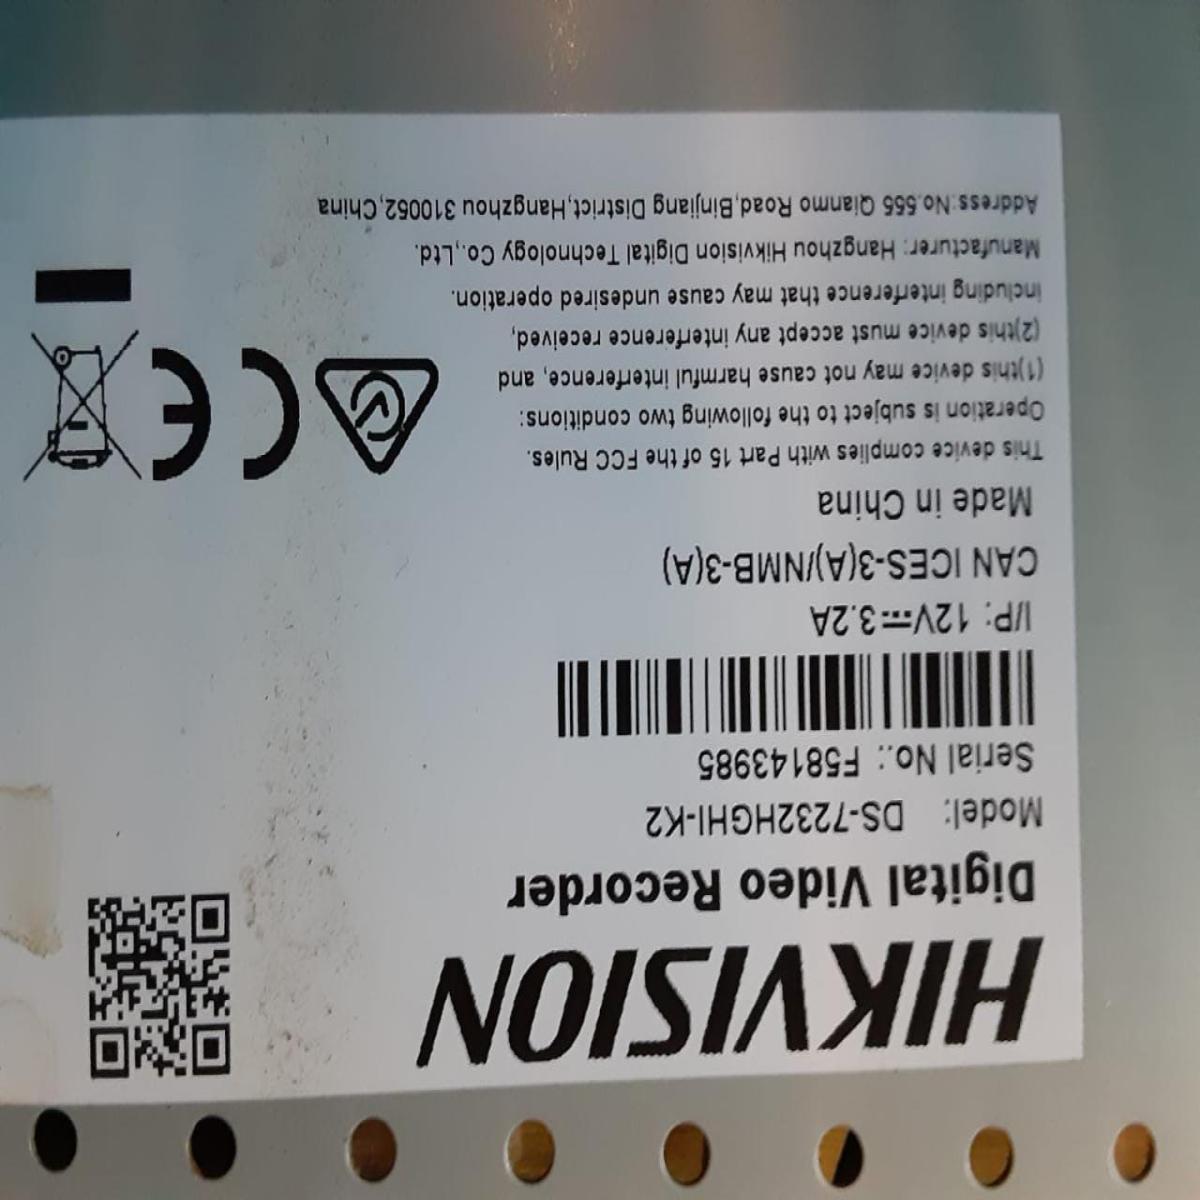 HIKVISION
Digital Video Recorder
Model: DS-7232HGHI-K2
Serial No.: F58143985
I/P: 12V⎓3.2A
CAN ICES-3(A)/NMB-3(A)
Made in China
This device complies with Part 15 of the FCC Rules.
Operation is subject to the following two conditions:
(1)this device may not cause harmful interference, and
(2)this device must accept any interference received,
including interference that may cause undesired operation.
Manufacturer: Hangzhou Hikvision Digital Technology Co.,Ltd.
Address:No.555 Qianmo Road,Binjiang District,Hangzhou 310052,China
CE